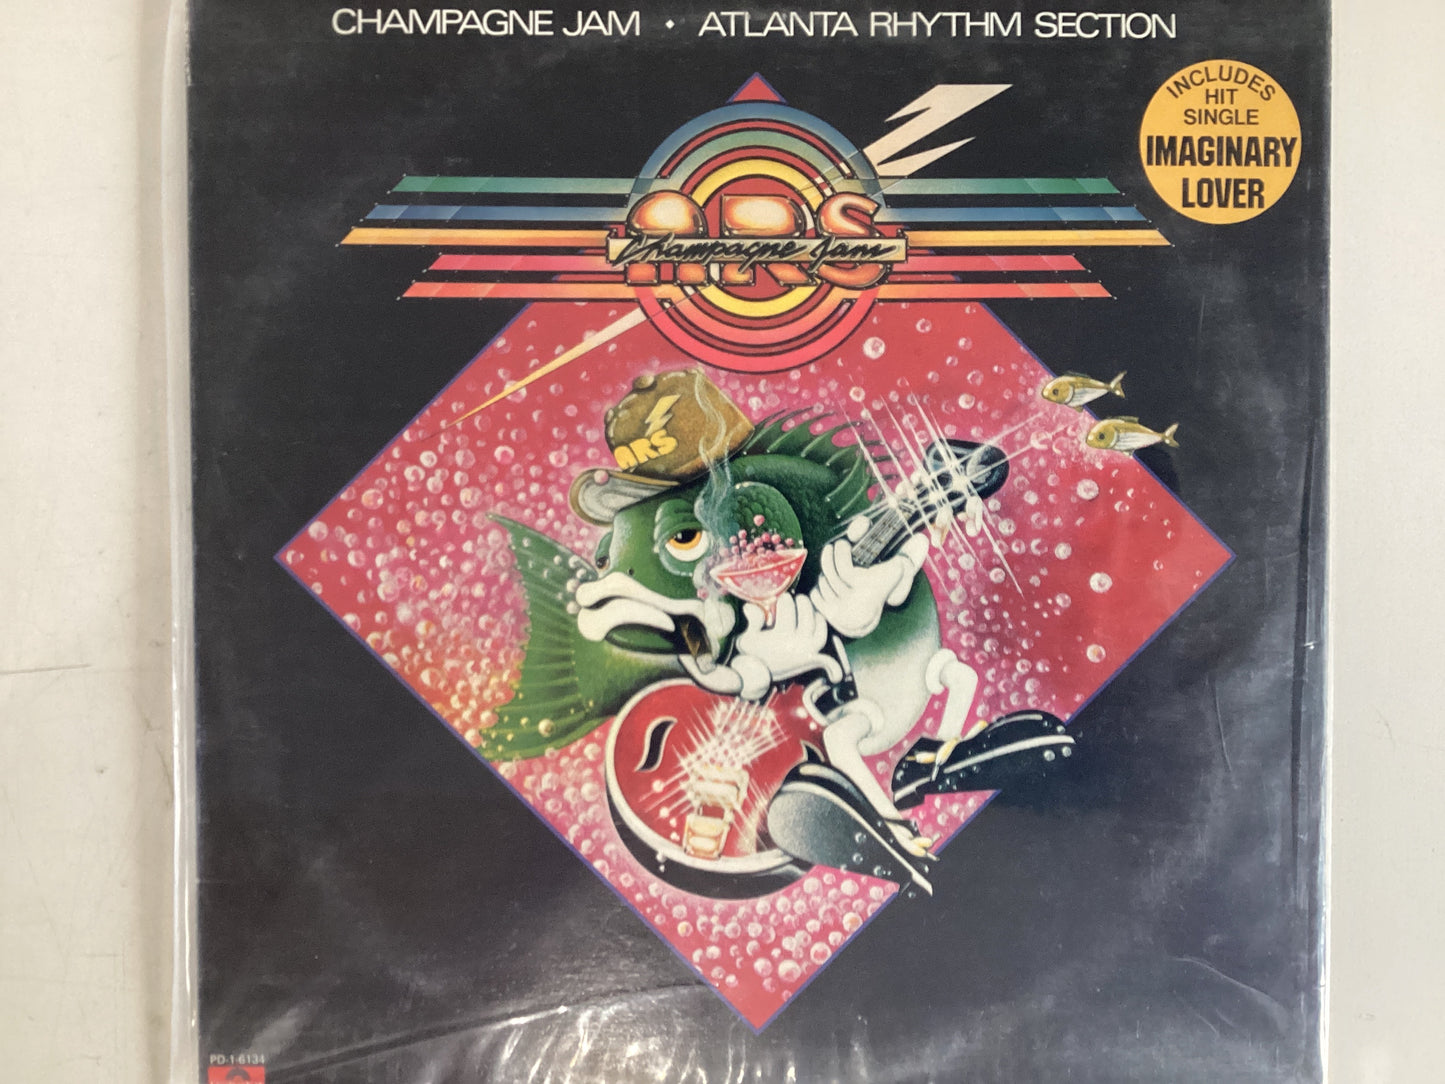 CHAMPAGNE JAM • ATLANTA RHYTHM SECTION
INCLUDES
HIT
SINGLE
IMAGINARY
LOVER
ARS
Champagne Jam
ARS
PD-1-6134